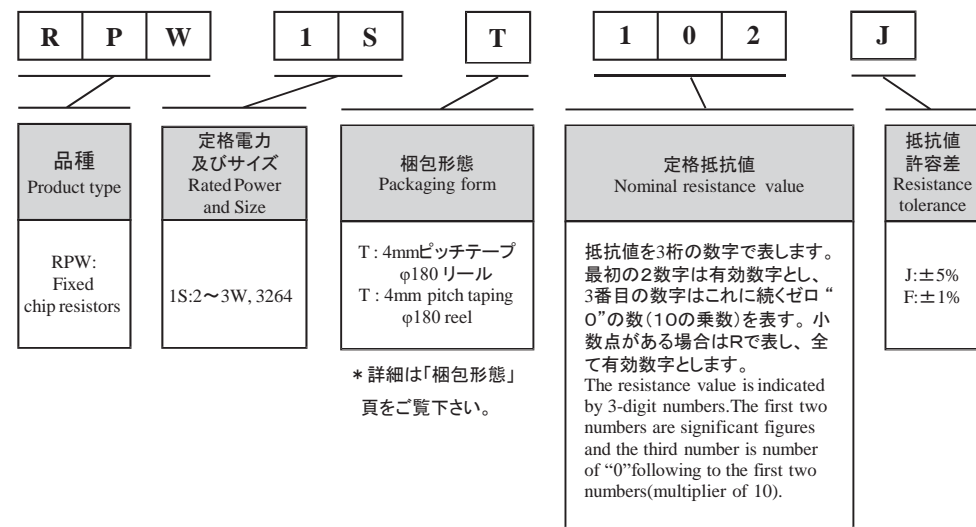 R P W 1 S T 1 0 2 J
品種
Product type
RPW:
Fixed
chip resistors
定格電力
及びサイズ
Rated Power
and Size
1S:2～3W, 3264
梱包形態
Packaging form
T : 4mmピッチテープ
φ180 リール
T : 4mm pitch taping
φ180 reel
＊詳細は「梱包形態」
頁をご覧下さい。
定格抵抗値
Nominal resistance value
抵抗値を3桁の数字で表します。
最初の２数字は有効数字とし、
3番目の数字はこれに続くゼロ “
０”の数（１０の乗数）を表す。小
数点がある場合はＲで表し、全
て有効数字とします。
The resistance value is indicated
by 3-digit numbers.The first two
numbers are significant figures
and the third number is number
of “0”following to the first two
numbers(multiplier of 10).
抵抗値
許容差
Resistance
tolerance
J:±5%
F:±1%